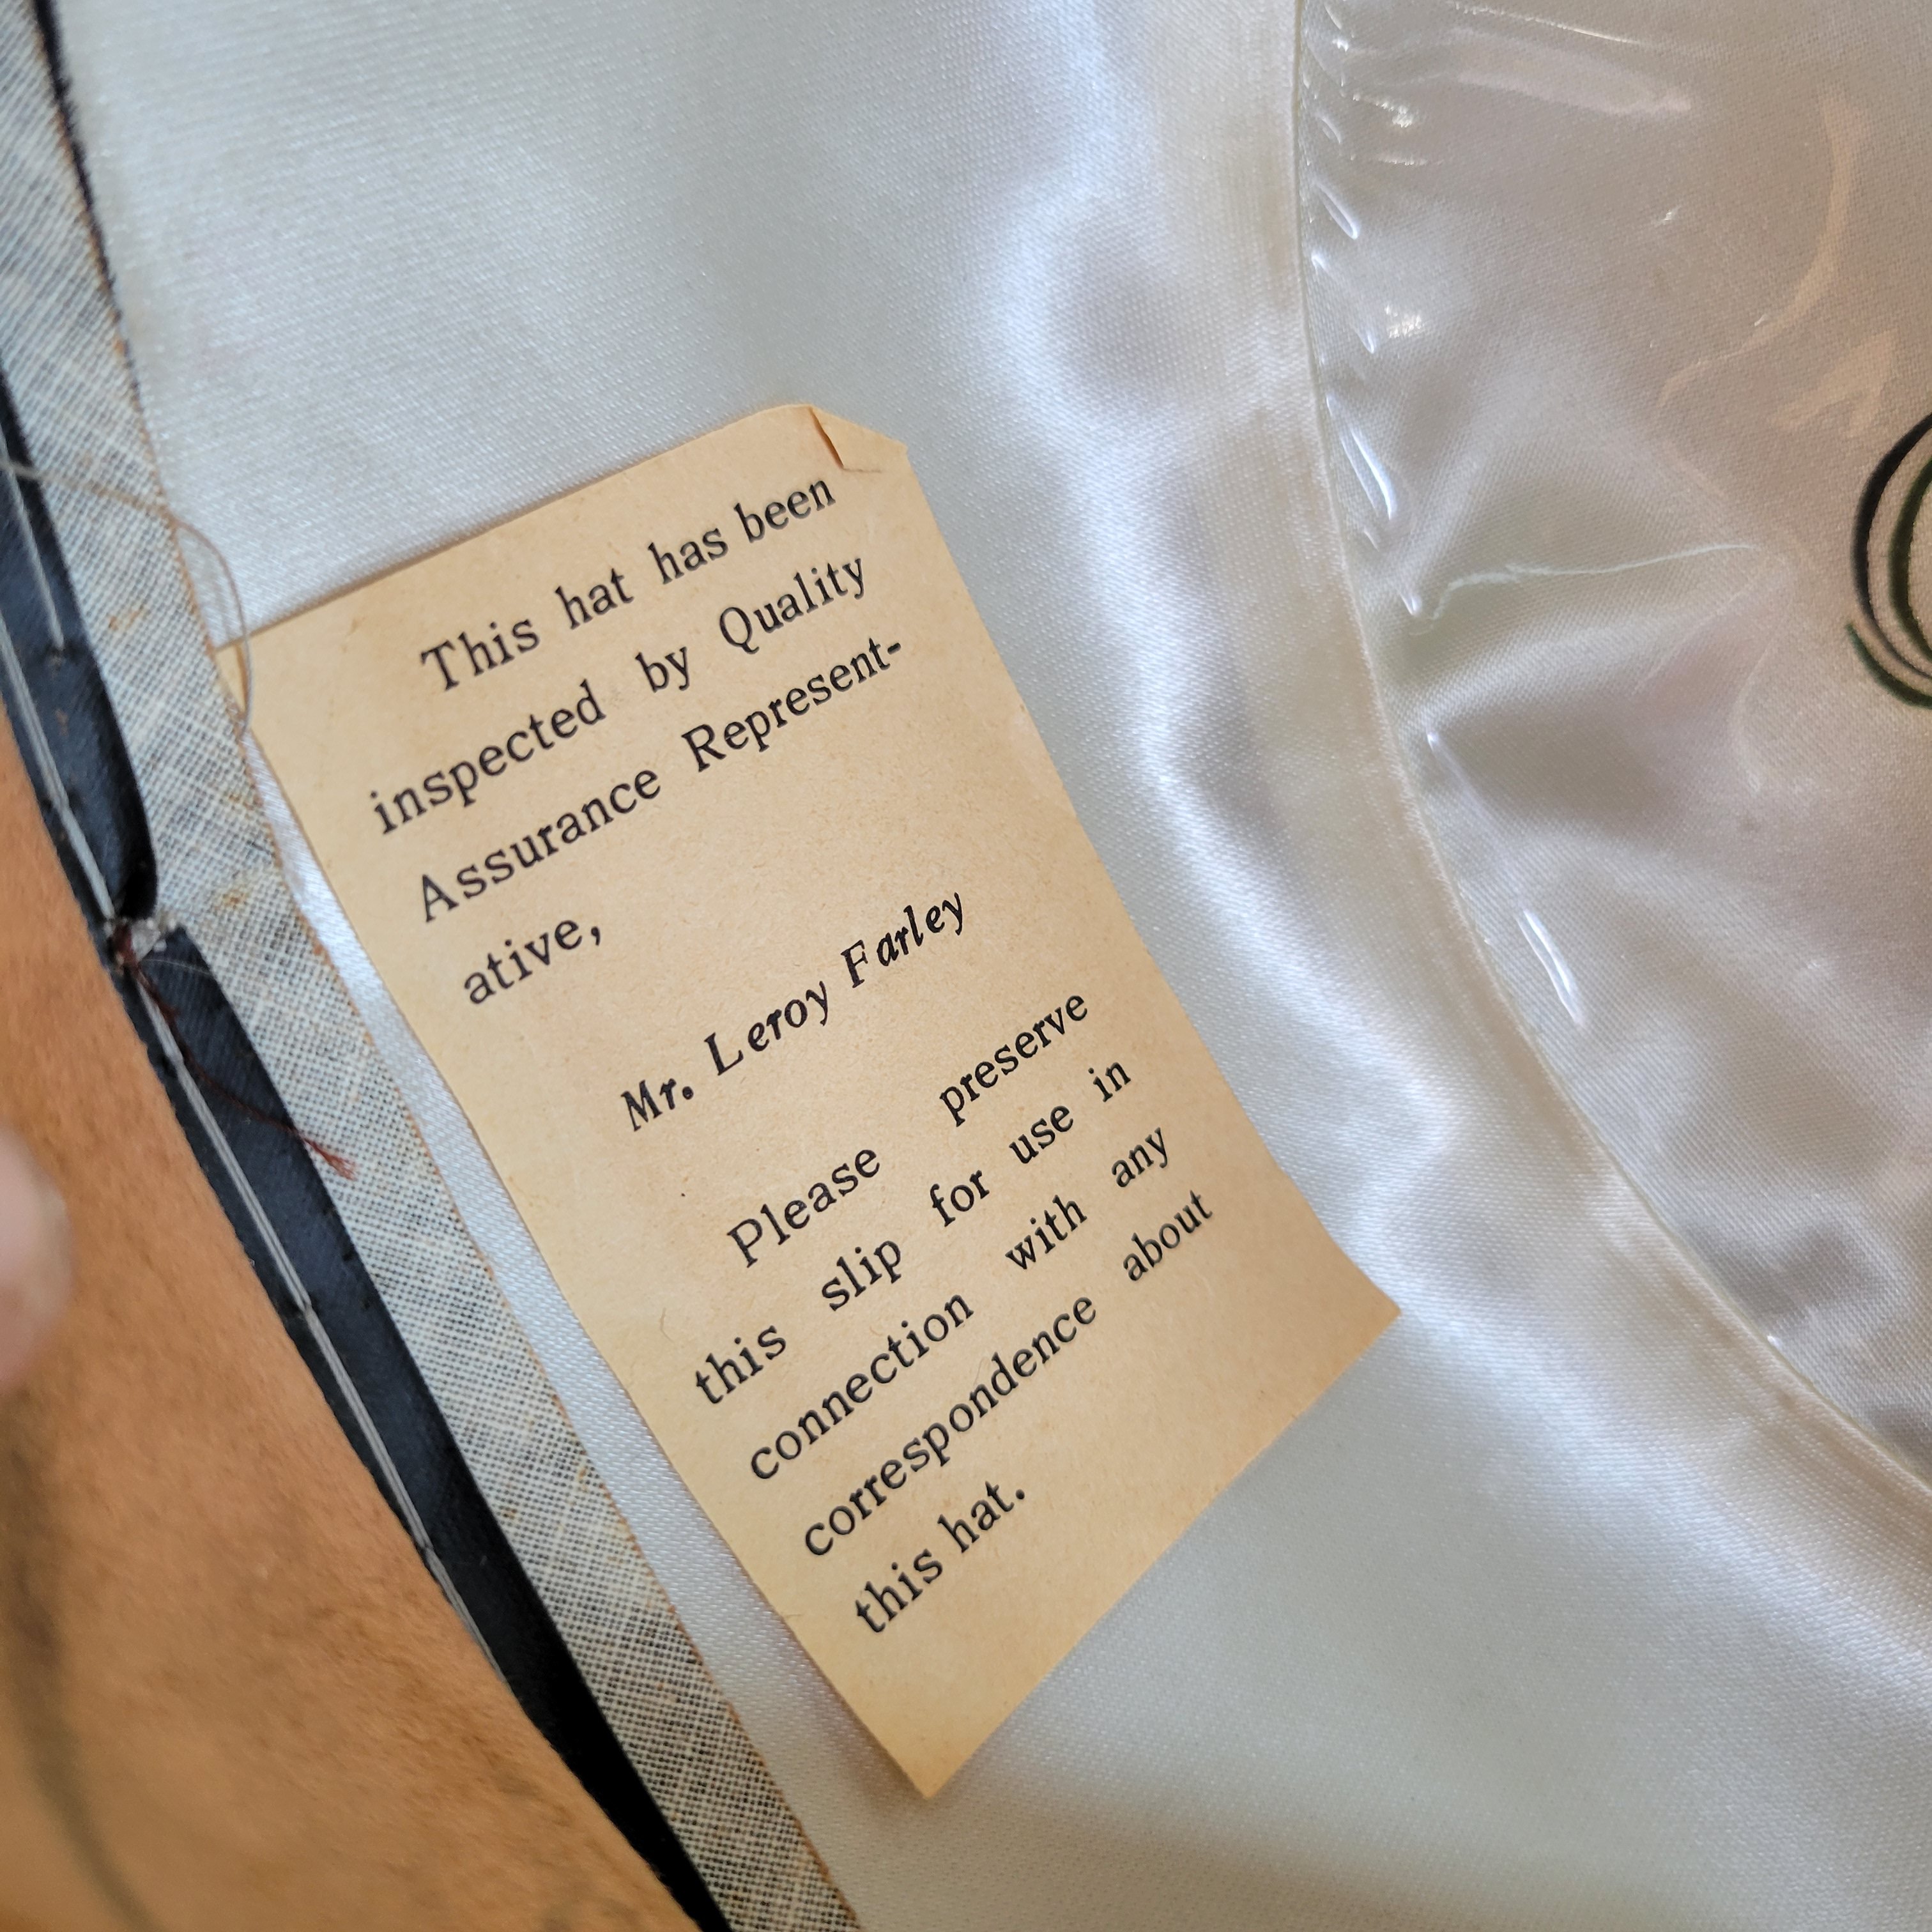 This hat has been
inspected by Quality
Assurance Represent-
ative,
Mr. Leroy Farley
Please preserve
this slip for use in
connection with any
correspondence about
this hat.